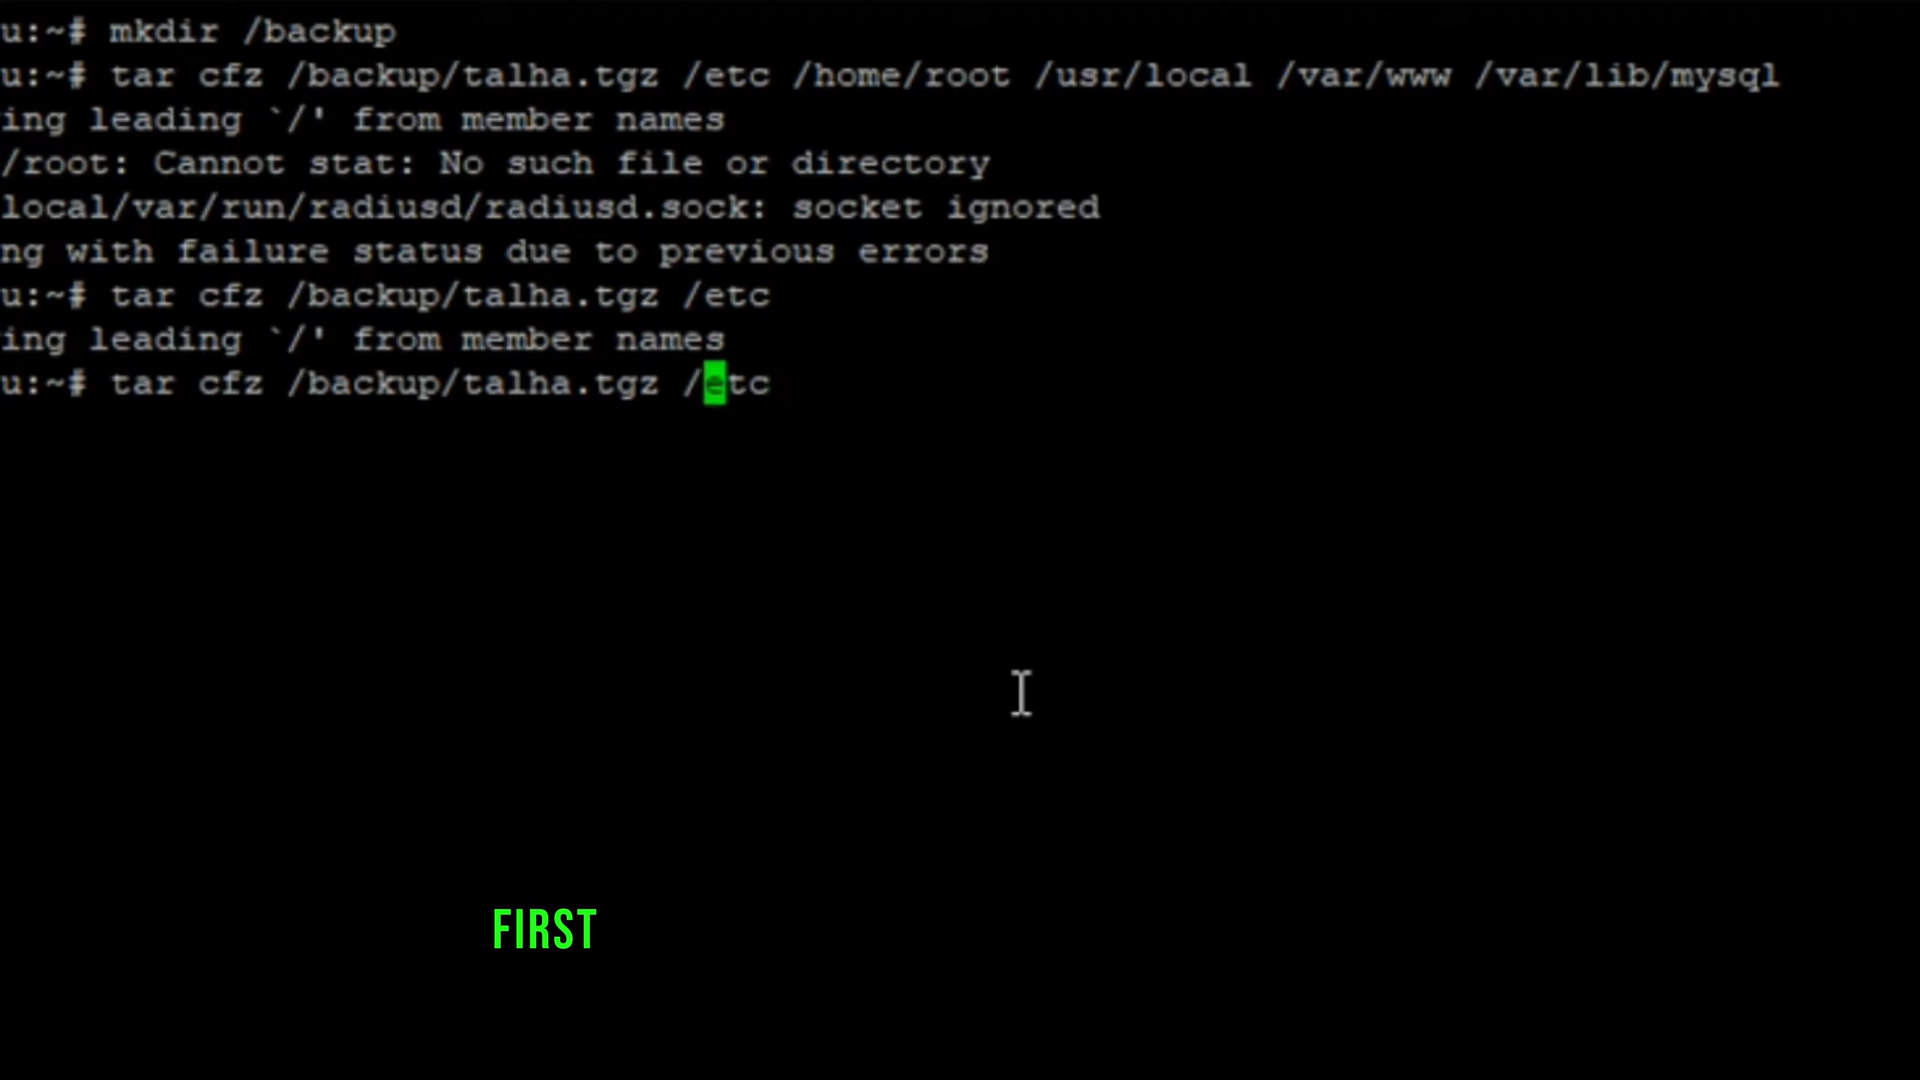 u:~# mkdir /backup
u:~# tar cfz /backup/talha.tgz /etc /home/root /usr/local /var/www /var/lib/mysql
ing leading `/' from member names
/root: Cannot stat: No such file or directory
local/var/run/radiusd/radiusd.sock: socket ignored
ng with failure status due to previous errors
u:~# tar cfz /backup/talha.tgz /etc
ing leading `/' from member names
u:~# tar cfz /backup/talha.tgz /etc
FIRST